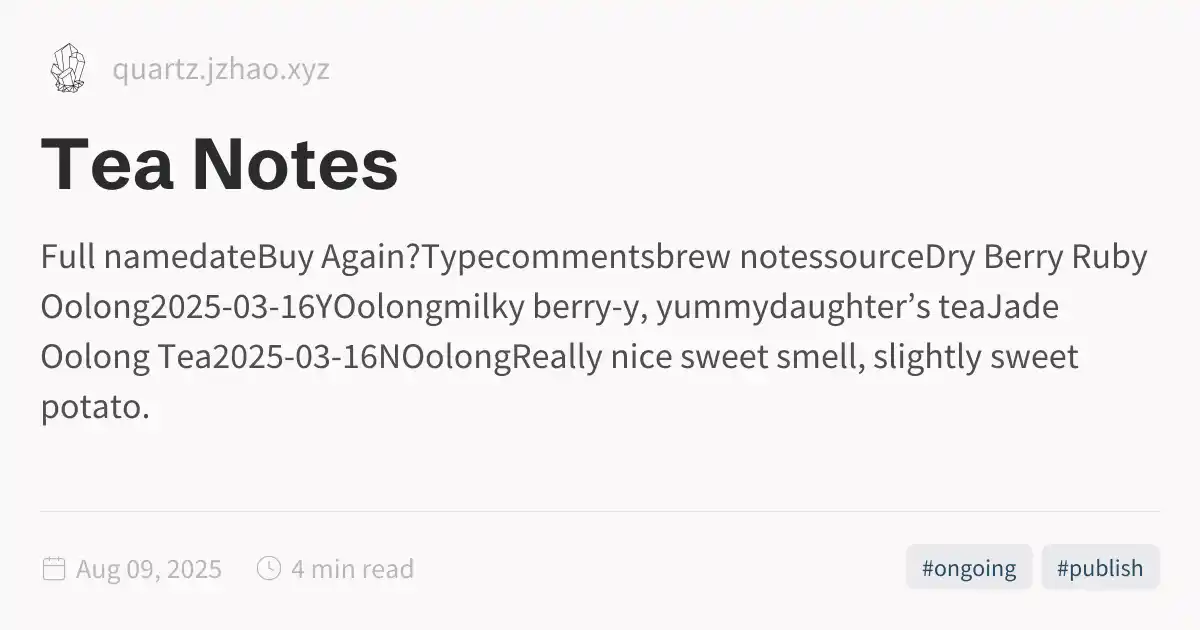 quartz.jzhao.xyz
Tea Notes
Full namedateBuy Again?Typecommentsbrew notessourceDry Berry Ruby
Oolong2025-03-16YOolongmilky berry-y, yummydaughter’s teaJade
Oolong Tea2025-03-16NOolongReally nice sweet smell, slightly sweet
potato.
Aug 09, 2025 4 min read #ongoing #publish